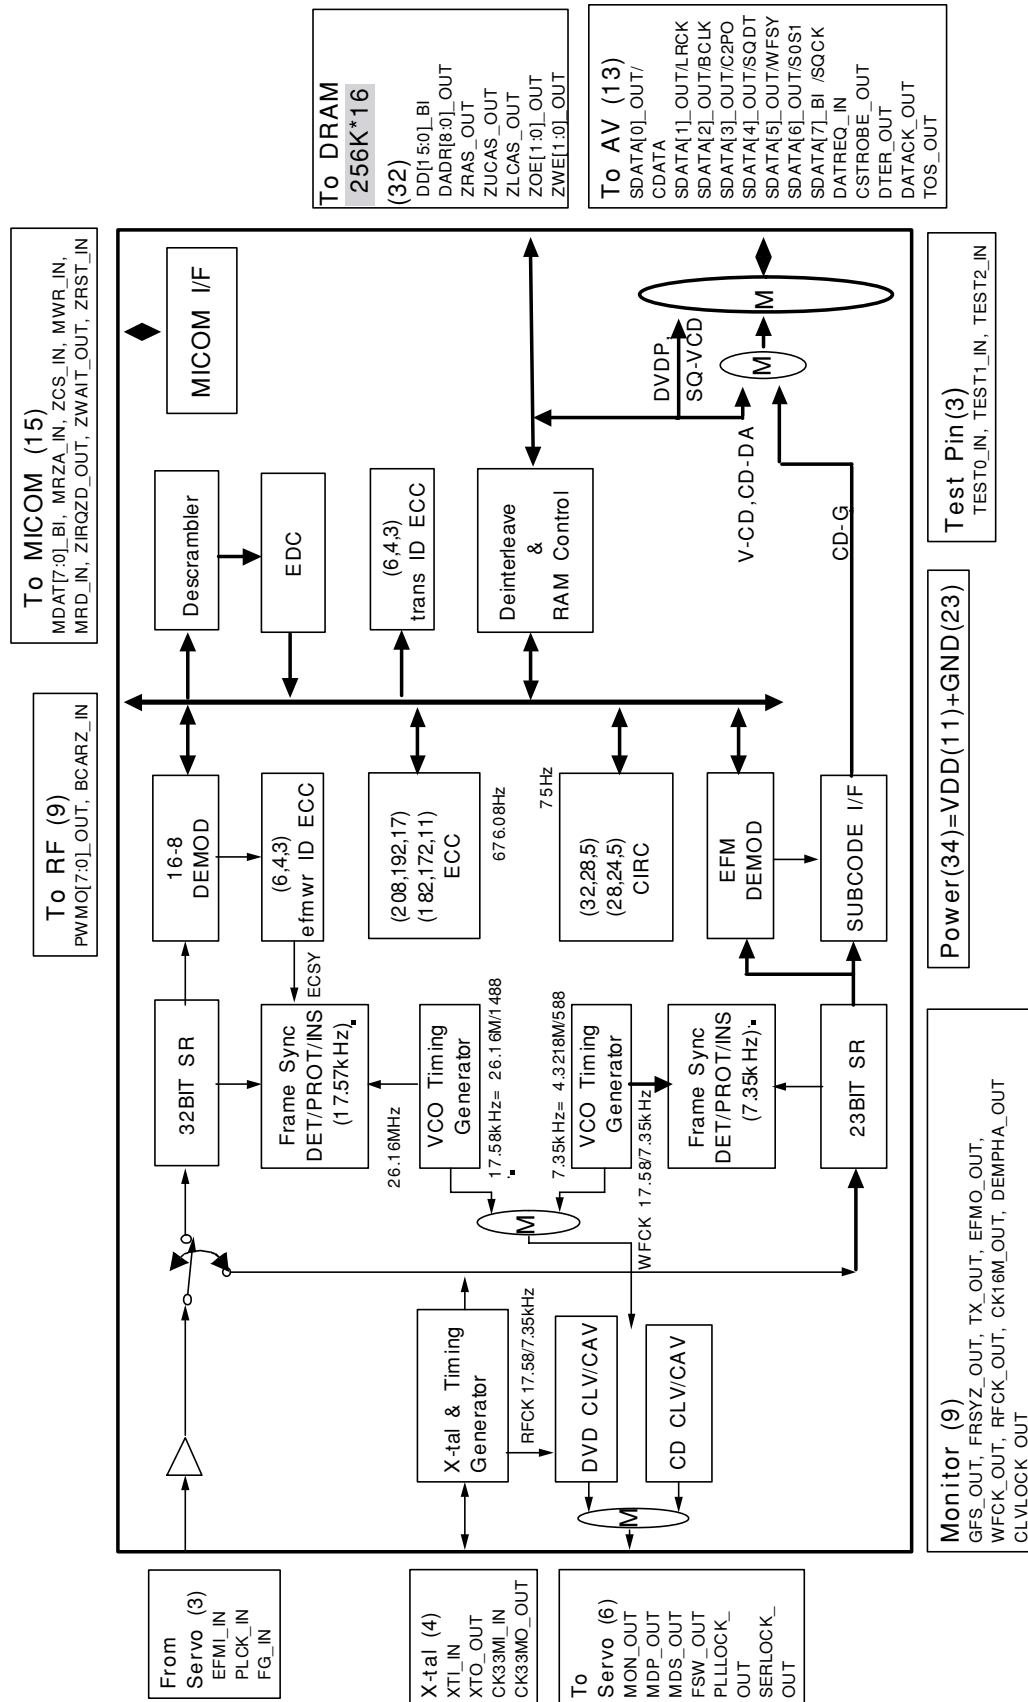 To MICOM (15)
MDAT[7:0]_BI, MRZA_IN, ZCS_IN, MWR_IN,
MRD_IN, ZIRQZD_OUT, ZWAIT_OUT, ZRST_IN
To RF (9)
PWMO[7:0]_OUT, BCARZ_IN
From
Servo (3)
EFMI_IN
PLCK_IN
FG_IN
X-tal (4)
XTI_IN
XTO_OUT
CK33MI_IN
CK33MO_OUT
To
Servo (6)
MON_OUT
MDP_OUT
MDS_OUT
FSW_OUT
PLLLOCK_
OUT
SERLOCK_
OUT
32BIT SR
16-8
DEMOD
Descrambler
MICOM I/F
Frame Sync
DET/PROT/INS
(17.57kHz)
ECSY
(6,4,3)
efmwr ID ECC
EDC
26.16MHz
X-tal & Timing
Generator
VCO Timing
Generator
(208,192,17)
(182,172,11)
ECC
(6,4,3)
trans ID ECC
17.58kHz= 26.16M/1488
676.08Hz
RFCK 17.58/7.35kHz
M
Deinterleave
&
RAM Control
7.35kHz= 4.3218M/588
75Hz
DVD CLV/CAV
VCO Timing
Generator
(32,28,5)
(28,24,5)
CIRC
WFCK 17.58/7.35kHz
M
CD CLV/CAV
Frame Sync
DET/PROT/INS
(7.35kHz)
EFM
DEMOD
DVDP,
SQ-VCD
V-CD,CD-DA
M
M
23BIT SR
SUBCODE I/F
CD-G
To DRAM
256K*16
(32)
DD[15:0]_BI
DADR[8:0]_OUT
ZRAS_OUT
ZUCAS_OUT
ZLCAS_OUT
ZOE[1:0]_OUT
ZWE[1:0]_OUT
To AV (13)
SDATA[0]_OUT/
CDATA
SDATA[1]_OUT/LRCK
SDATA[2]_OUT/BCLK
SDATA[3]_OUT/C2PO
SDATA[4]_OUT/SQDT
SDATA[5]_OUT/WFSY
SDATA[6]_OUT/S0S1
SDATA[7]_BI /SQCK
DATREQ_IN
CSTROBE_OUT
DTER_OUT
DATACK_OUT
TOS_OUT
Monitor (9)
GFS_OUT, FRSYZ_OUT, TX_OUT, EFMO_OUT,
WFCK_OUT, RFCK_OUT, CK16M_OUT, DEMPHA_OUT
CLVLOCK OUT
Power(34)=VDD(11)+GND(23)
Test Pin(3)
TEST0_IN, TEST1_IN, TEST2_IN